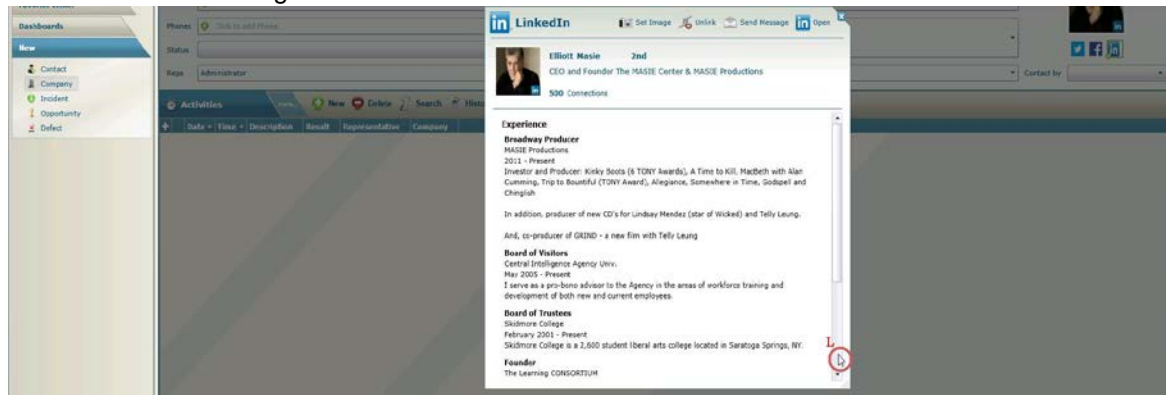 Dashboards
New
Contact
Company
Incident
Opportunity
Defect
Phones Click to add Phone
Status
Reps Administrator
Contact by
Activities New Delete Search
Date Time Description Result Representative Company
in LinkedIn Set Image Unlink Send Message in Open
Elliott Masie 2nd
CEO and Founder The MASIE Center & MASIE Productions
500 Connections
Experience
Broadway Producer
MASIE Productions
2011 - Present
Investor and Producer: Kinky Boots (6 TONY Awards), A Time to Kill, MacBeth with Alan
Cumming, Trip to Bountiful (TONY Award), Allegiance, Somewhere in Time, Godspell and
Chinglish
In addition, producer of new CD's for Lindsay Mendez (star of Wicked) and Telly Leung.
And, co-producer of GRIND - a new film with Telly Leung
Board of Visitors
Central Intelligence Agency Univ.
May 2005 - Present
I serve as a pro-bono advisor to the Agency in the areas of workforce training and
development of both new and current employees.
Board of Trustees
Skidmore College
February 2001 - Present
Skidmore College is a 2,600 student liberal arts college located in Saratoga Springs, NY.
L
Founder
The Learning CONSORTIUM